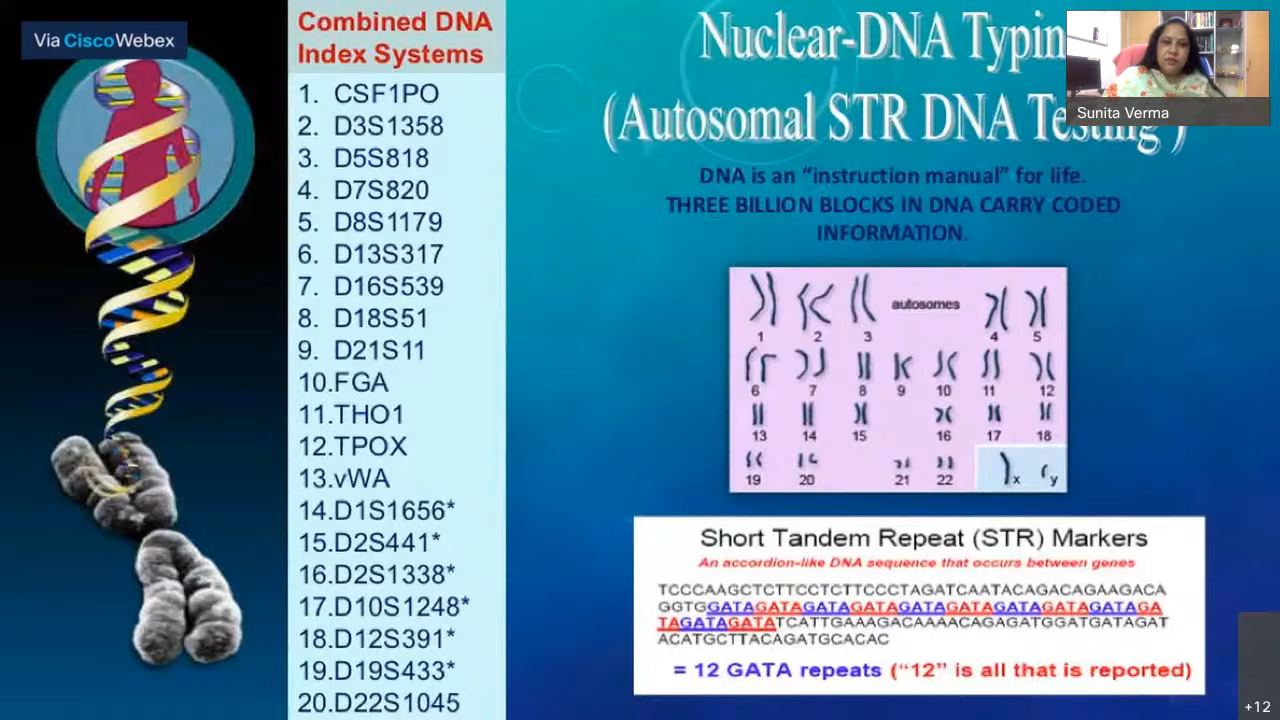 Via CiscoWebex
Combined DNA
Index Systems
1. CSF1PO
2. D3S1358
3. D5S818
4. D7S820
5. D8S1179
6. D13S317
7. D16S539
8. D18S51
9. D21S11
10.FGA
11.THO1
12.TPOX
13.vWA
14.D1S1656*
15.D2S441*
16.D2S1338*
17.D10S1248*
18.D12S391*
19.D19S433*
20.D22S1045
Nuclear-DNA Typin
(Autosomal STR DNA Testing )
Sunita Verma
DNA is an “instruction manual” for life.
THREE BILLION BLOCKS IN DNA CARRY CODED
INFORMATION.
autosomes
1 2 3 4 5
6 7 8 9 10 11 12
13 14 15 16 17 18
19 20 21 22 x y
Short Tandem Repeat (STR) Markers
An accordion-like DNA sequence that occurs between genes
TCCCAAGCTCTTCCTCTTCCCTAGATCAATACAGACAGAAGACA
GGTGGATAGATAGATAGATAGATAGATAGATAGATAGATAGA
TAGATAGATATCATTGAAAGACAAAACAGAGATGGATGATAGAT
ACATGCTTACAGATGCACAC
= 12 GATA repeats (“12” is all that is reported)
+12